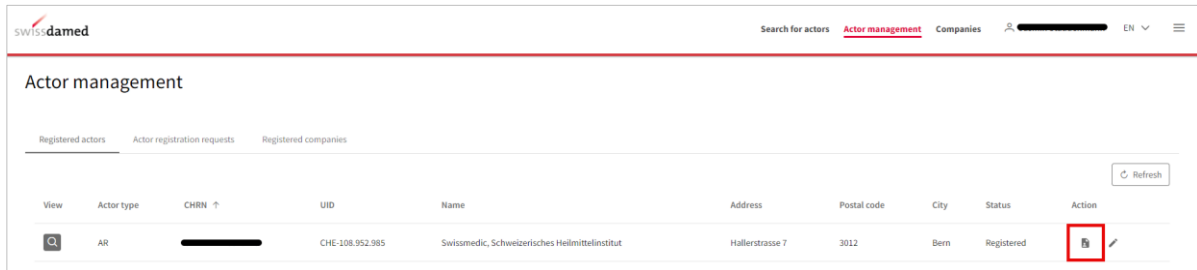 swissdamed
Search for actors Actor management Companies EN
Actor management
Registered actors Actor registration requests Registered companies
Refresh
View Actor type CHRN ↑ UID Name Address Postal code City Status Action
AR CHE-108.952.985 Swissmedic, Schweizerisches Heilmittelinstitut Hallerstrasse 7 3012 Bern Registered